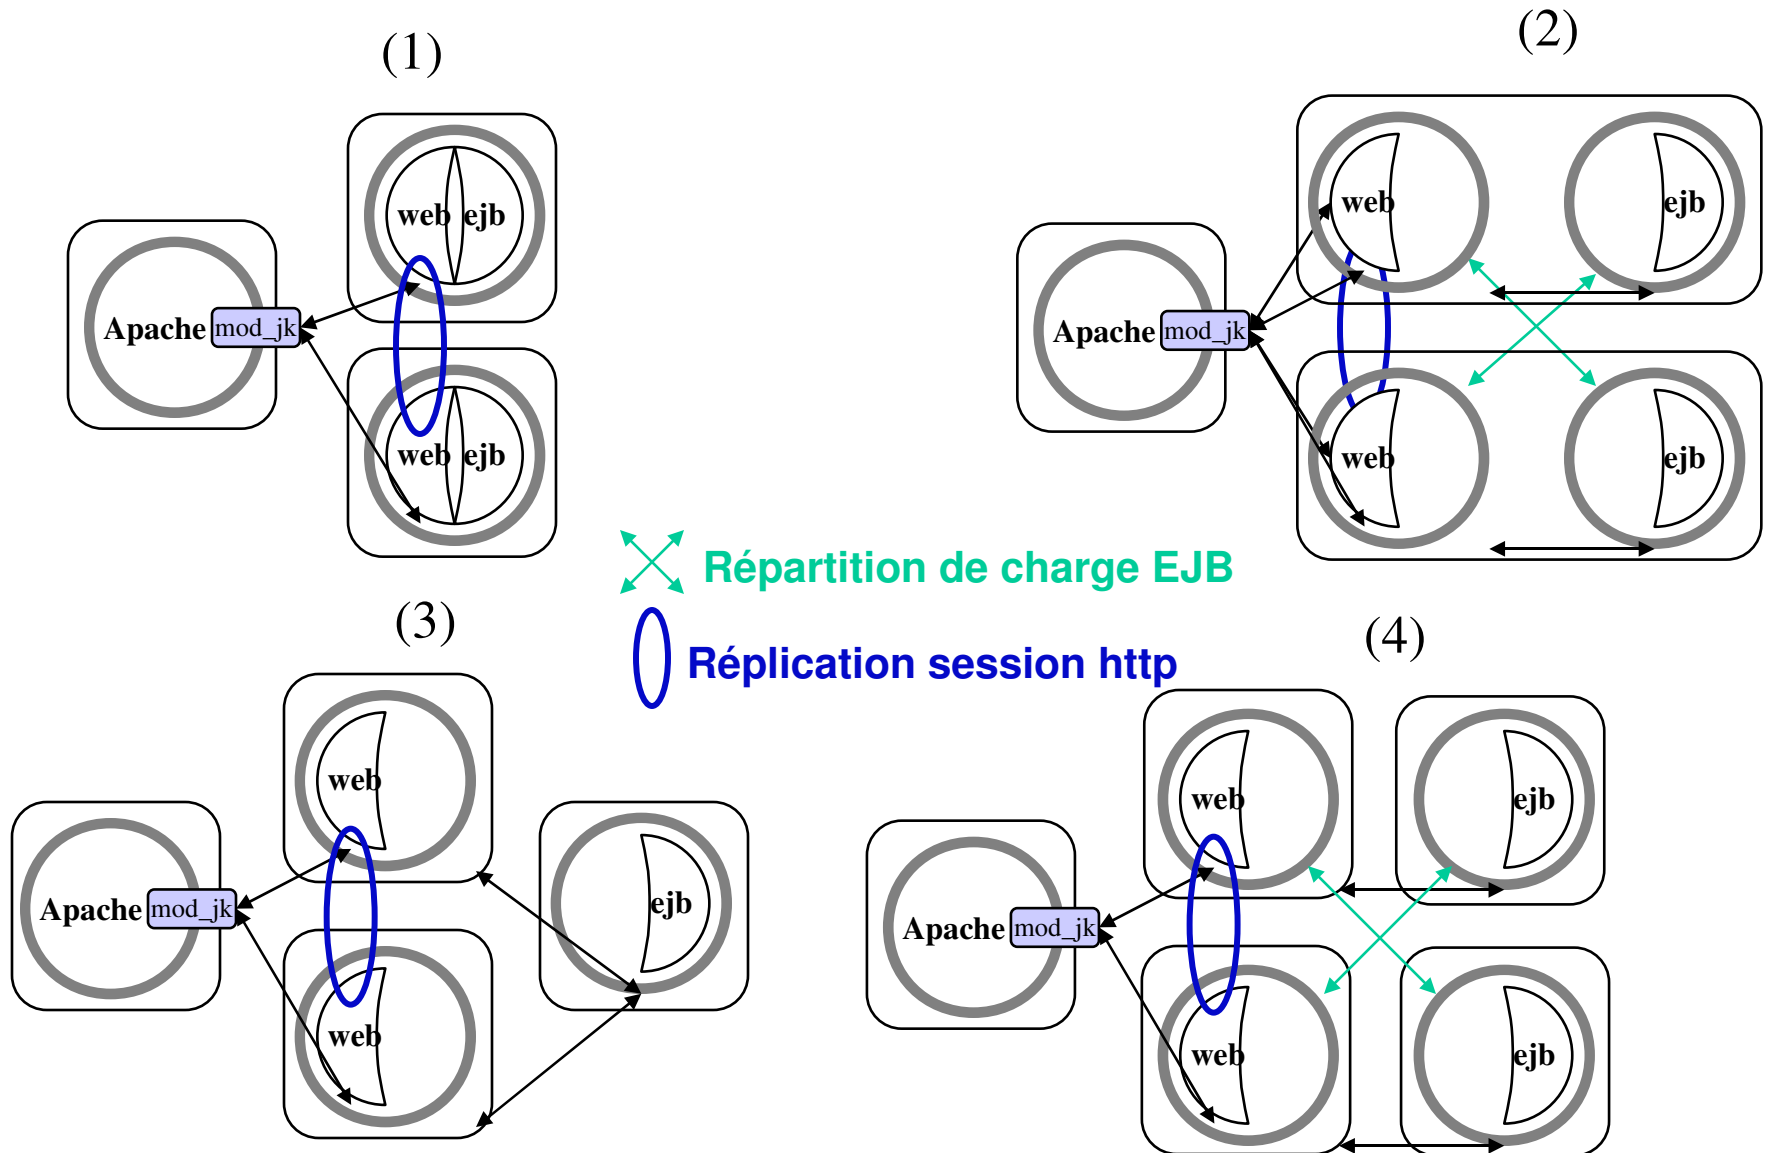 (1)
web ejb
Apache mod_jk
web ejb
(2)
web ejb
Apache mod_jk
web ejb
Répartition de charge EJB
Réplication session http
(3)
web
Apache mod_jk ejb
web
(4)
web ejb
Apache mod_jk
web ejb